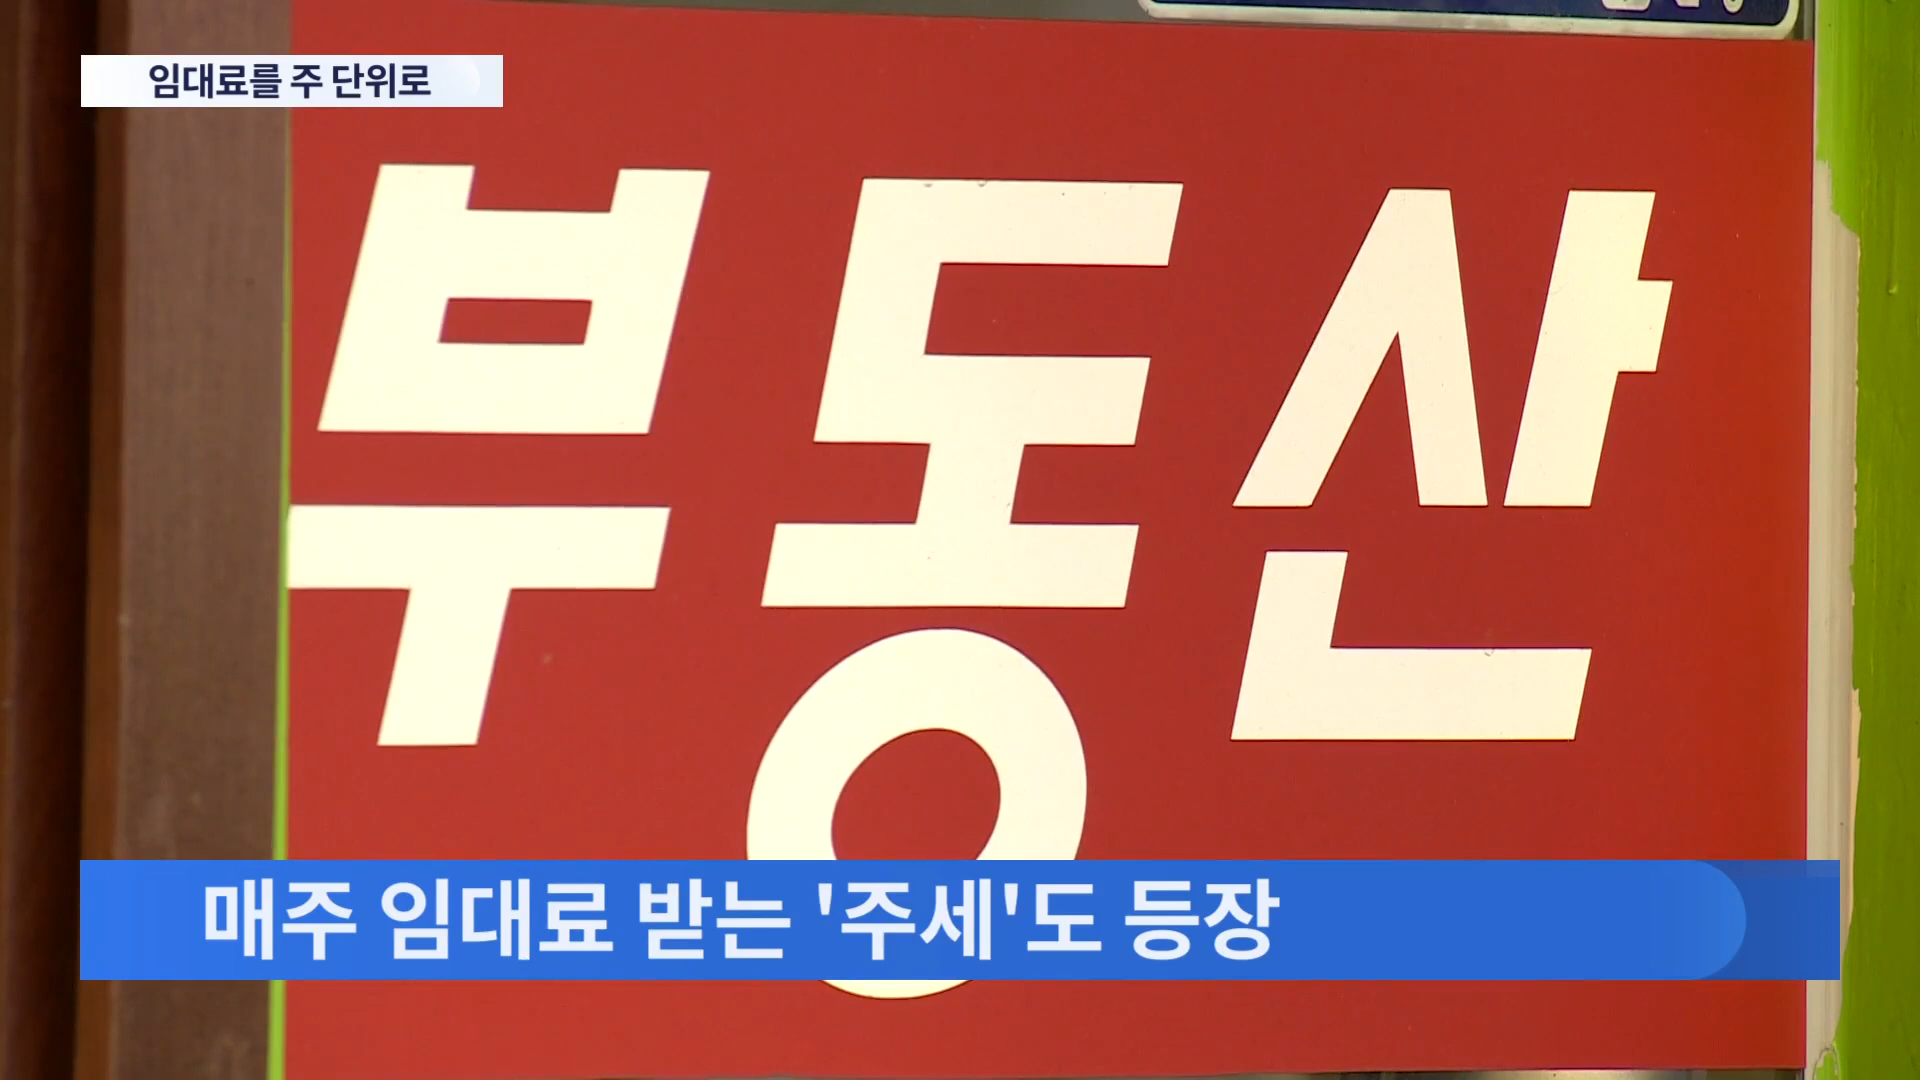 임대료를 주 단위로
부동산
매주 임대료 받는 '주세'도 등장